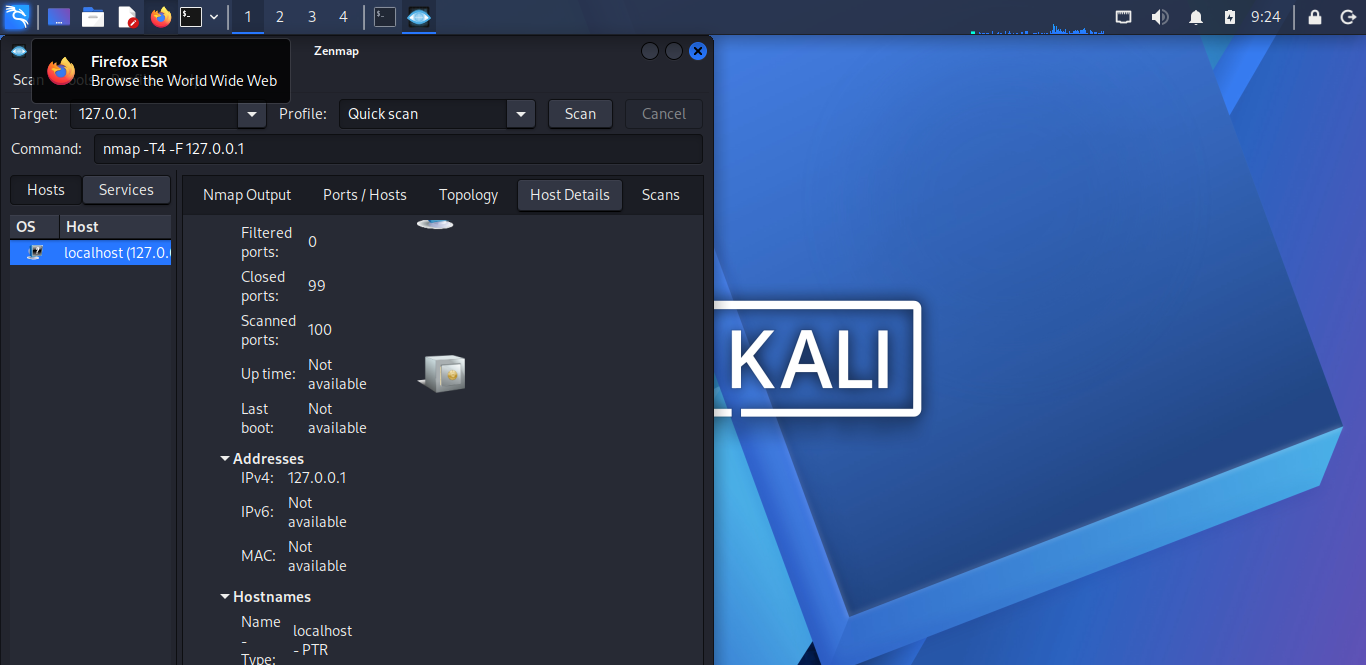 1 2 3 4 9:24
Zenmap
Firefox ESR
Browse the World Wide Web
Target: 127.0.0.1 Profile: Quick scan Scan Cancel
Command: nmap -T4 -F 127.0.0.1
Hosts Services
Nmap Output Ports / Hosts Topology Host Details Scans
OS Host
localhost (127.0.
Filtered
ports: 0
Closed
ports: 99
Scanned
ports: 100
Up time: Not
available
Last
boot: Not
available
Addresses
IPv4: 127.0.0.1
IPv6: Not
available
MAC: Not
available
Hostnames
Name
-
Type: localhost
- PTR
KALI